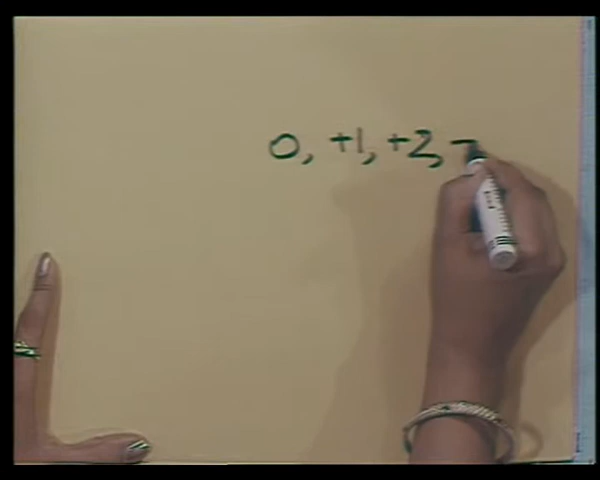 0, +1, +2, -